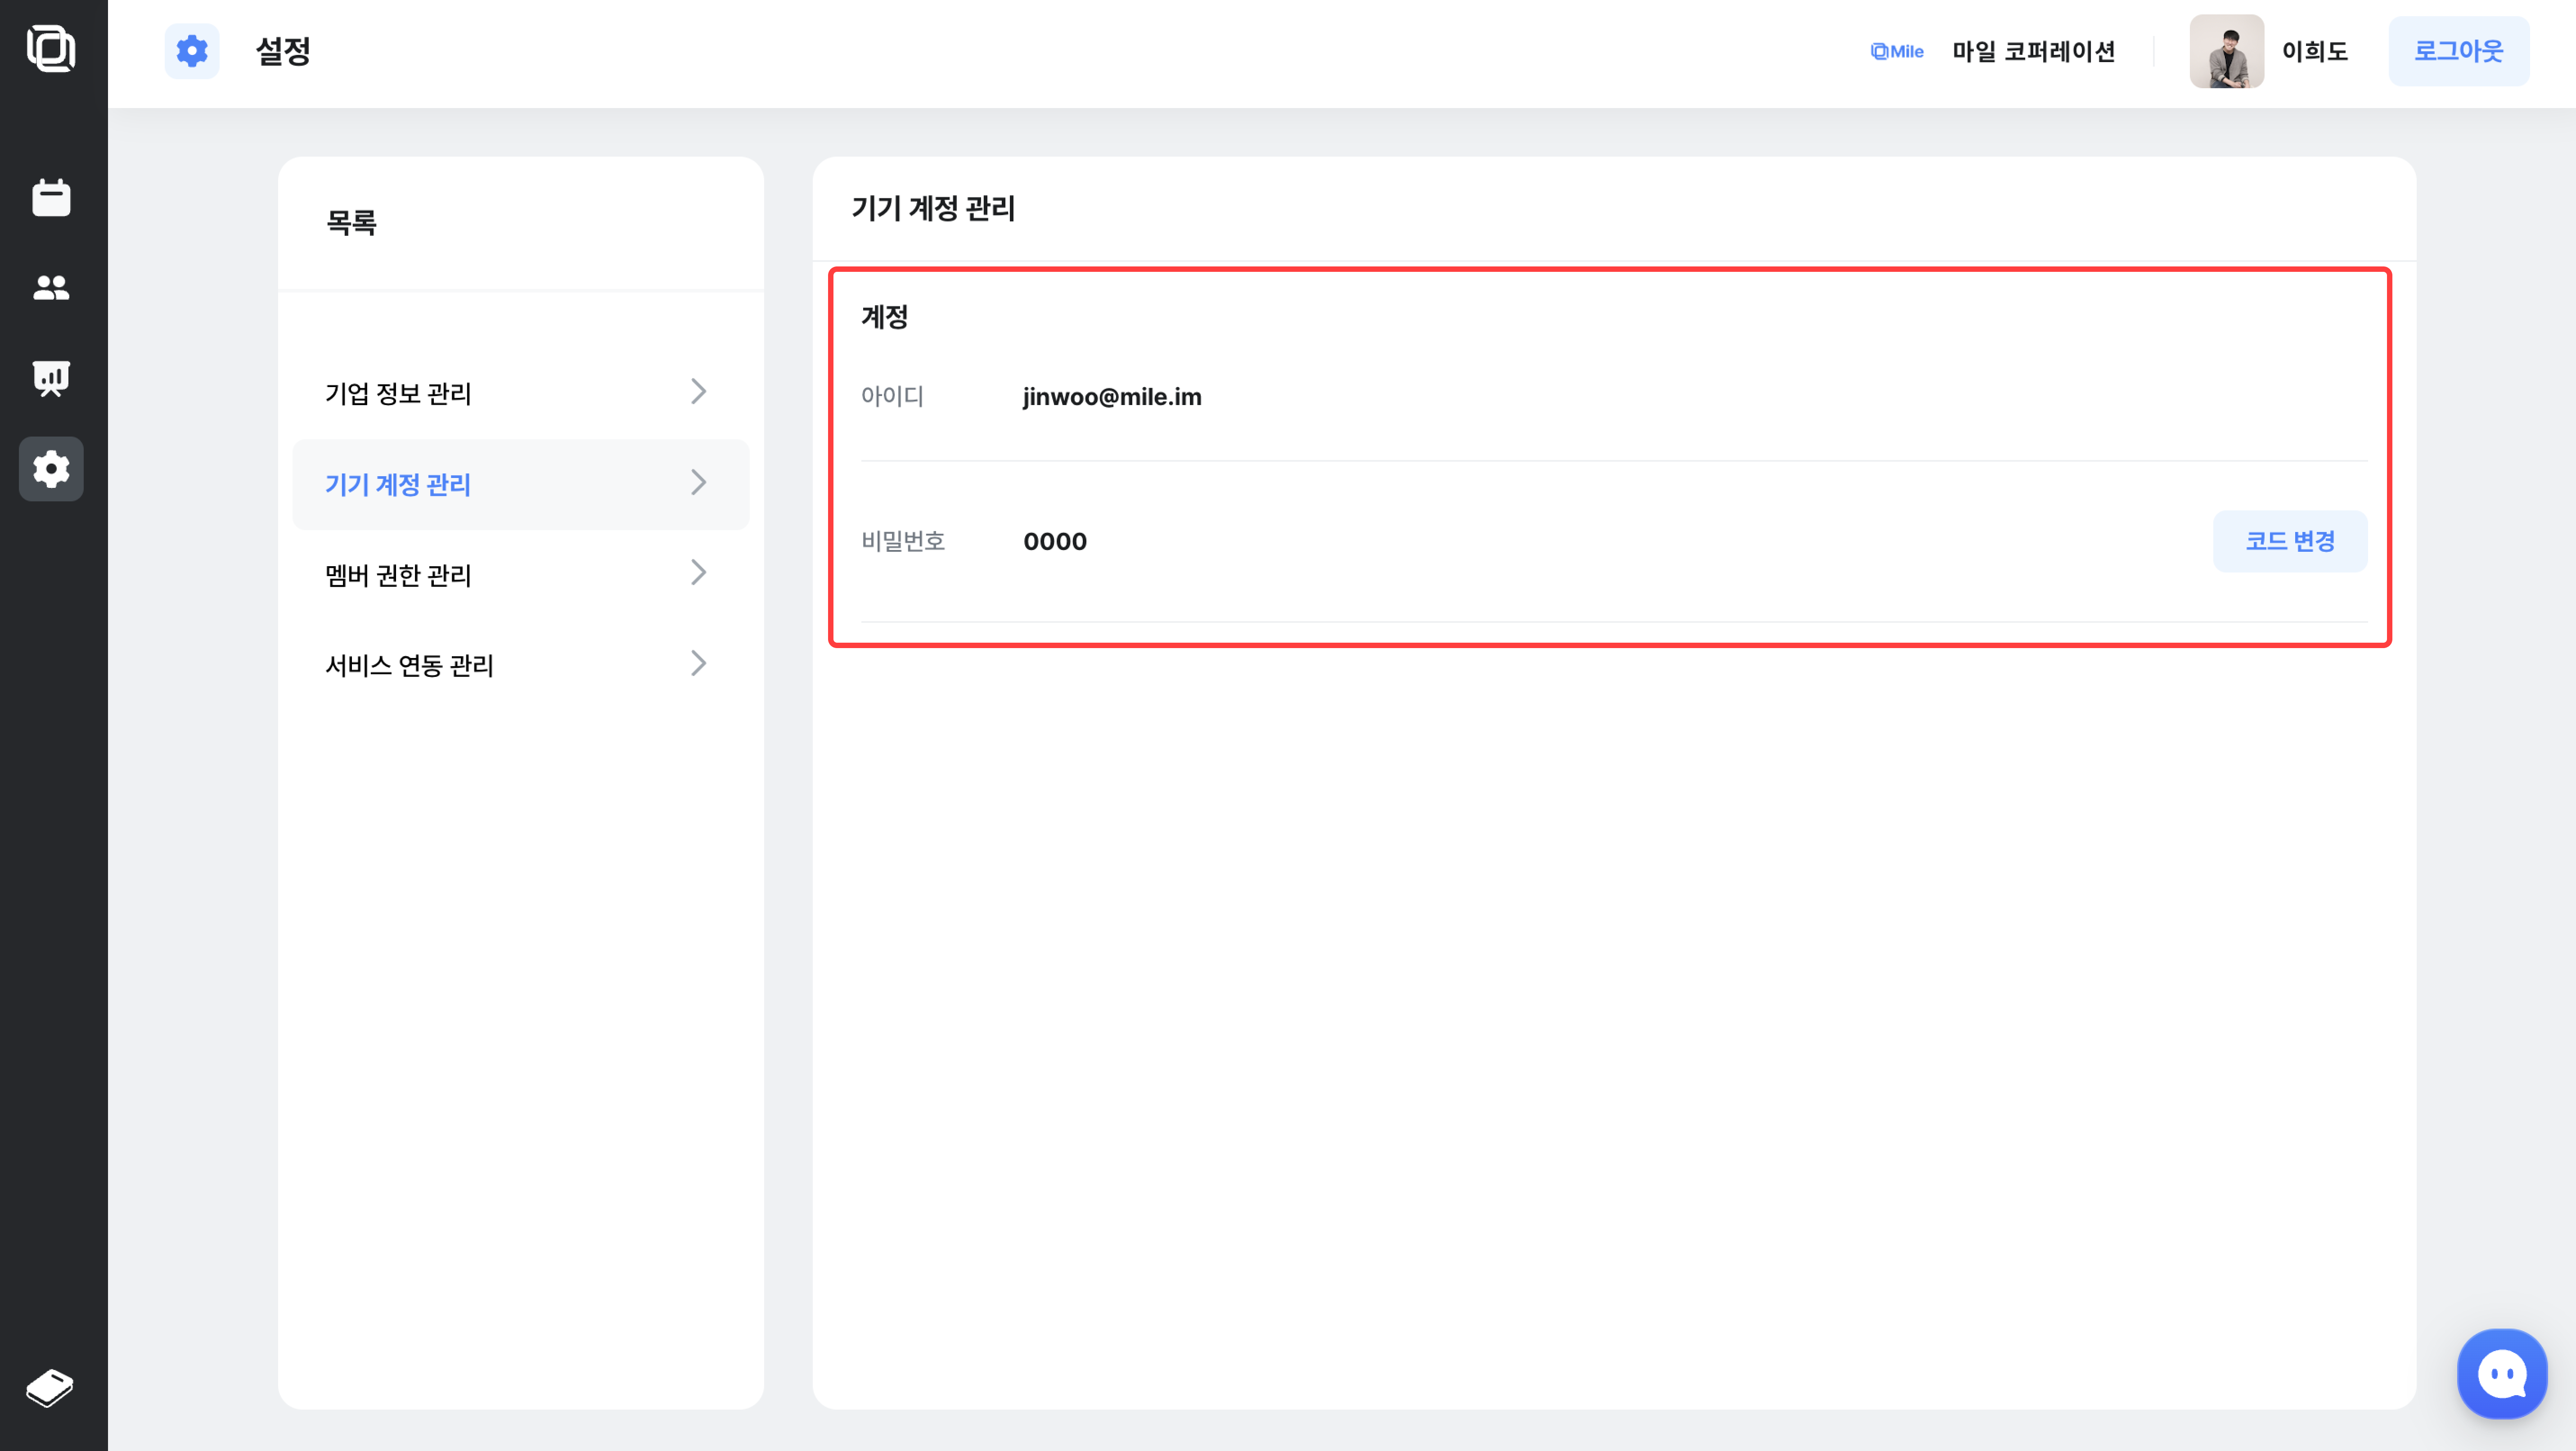 설정
Mile 마일 코퍼레이션 이희도 로그아웃
목록
기업 정보 관리
기기 계정 관리
멤버 권한 관리
서비스 연동 관리
기기 계정 관리
계정
아이디 jinwoo@mile.im
비밀번호 0000 코드 변경